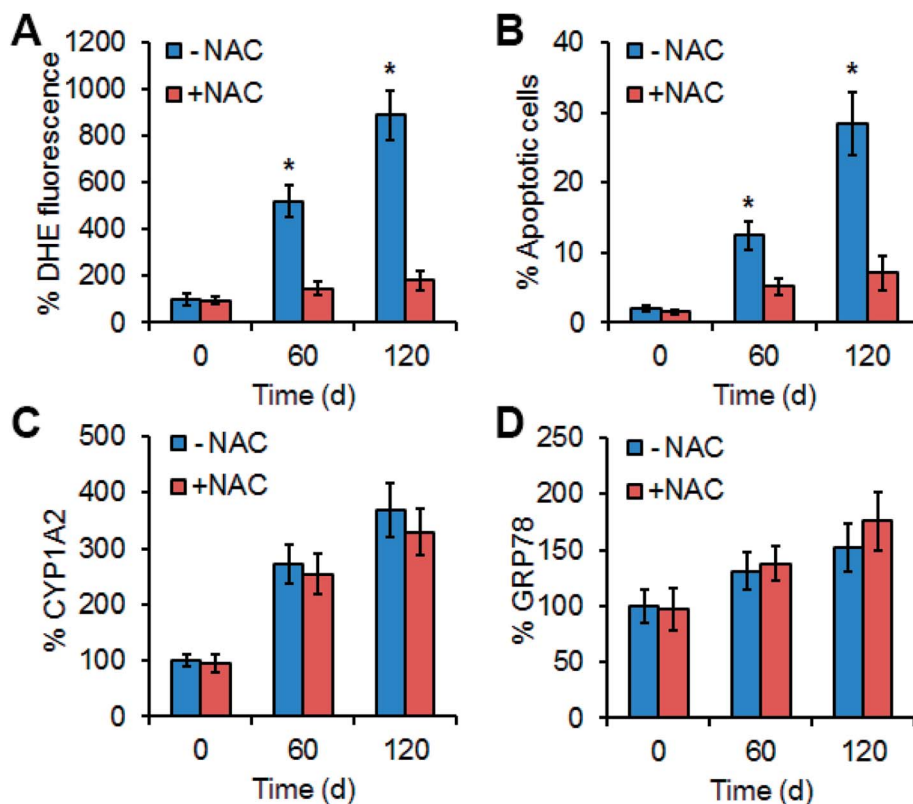 A
% DHE fluorescence
1200
1000
800
600
400
200
0
- NAC
+NAC
*
*
0 60 120
Time (d)
B
% Apoptotic cells
40
30
20
10
0
- NAC
+NAC
*
*
0 60 120
Time (d)
C
% CYP1A2
500
400
300
200
100
0
- NAC
+NAC
0 60 120
Time (d)
D
% GRP78
250
200
150
100
50
0
- NAC
+NAC
0 60 120
Time (d)